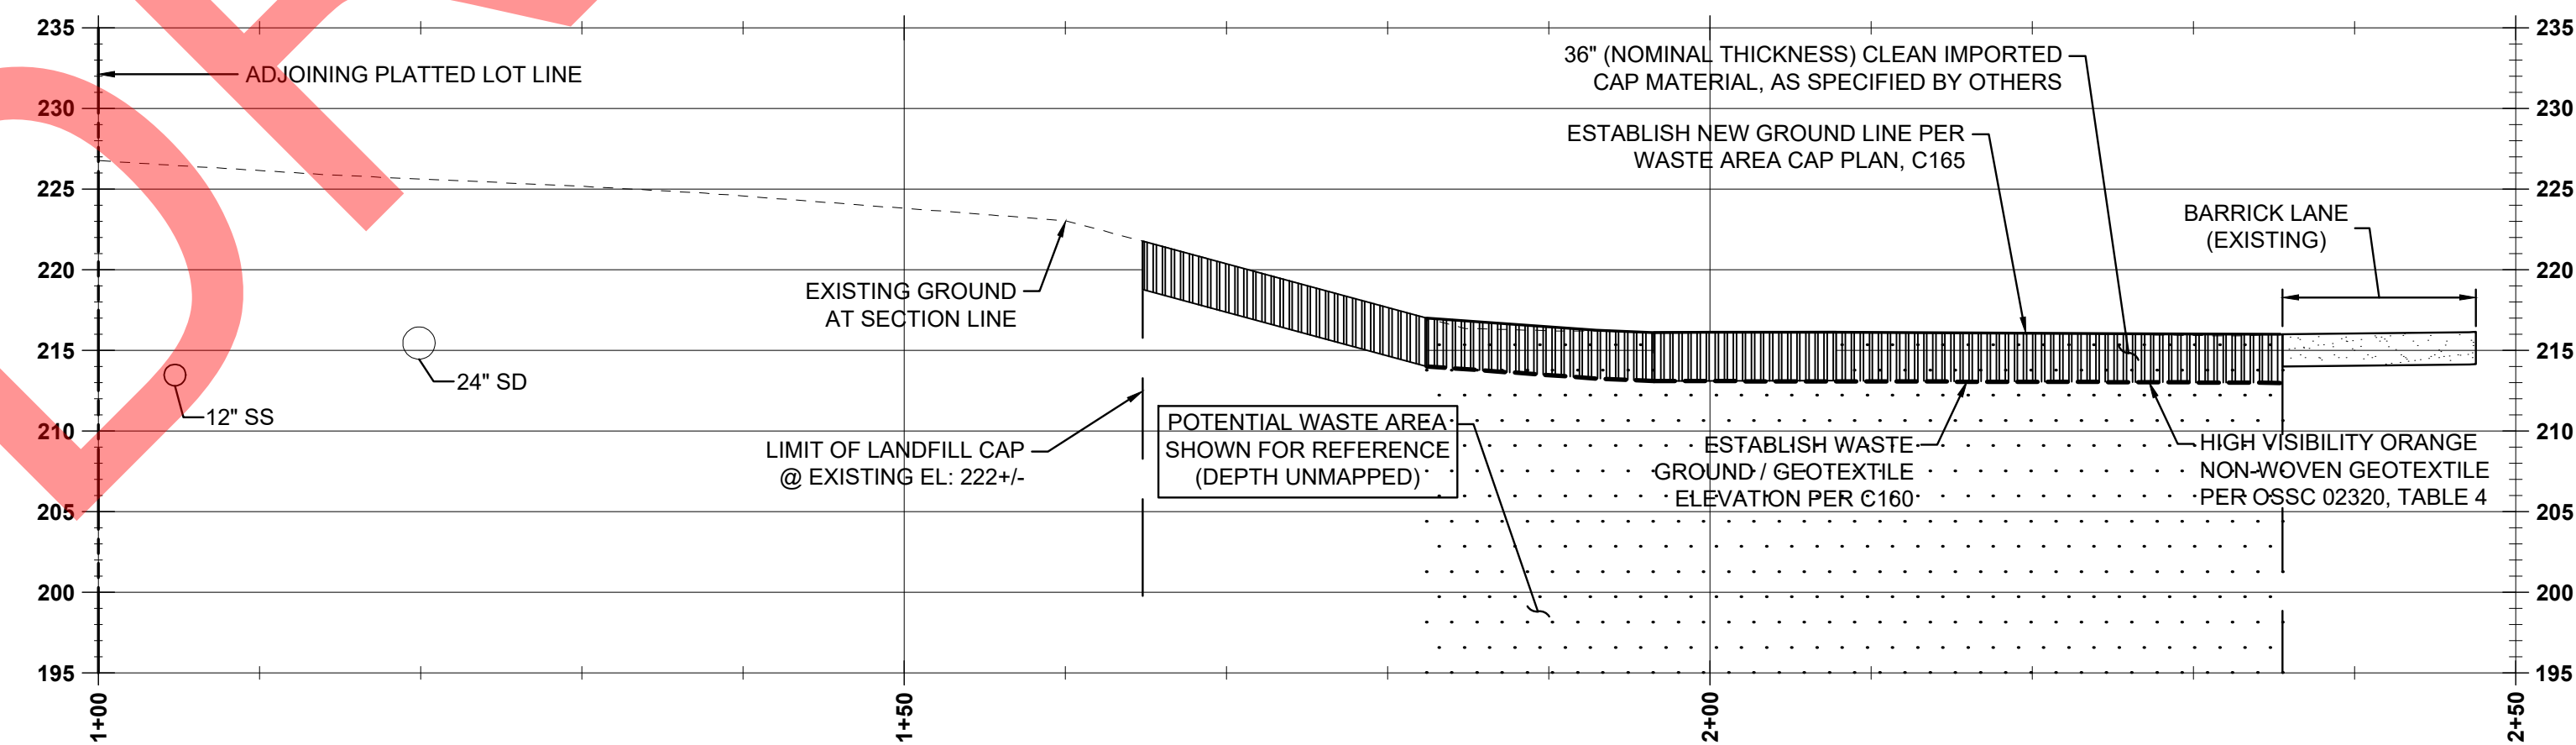 235
230
225
220
215
210
205
200
195
235
230
225
220
215
210
205
200
195
ADJOINING PLATTED LOT LINE
36" (NOMINAL THICKNESS) CLEAN IMPORTED
CAP MATERIAL, AS SPECIFIED BY OTHERS
ESTABLISH NEW GROUND LINE PER
WASTE AREA CAP PLAN, C165
BARRICK LANE
(EXISTING)
EXISTING GROUND
AT SECTION LINE
24" SD
12" SS
LIMIT OF LANDFILL CAP
@ EXISTING EL: 222+/-
POTENTIAL WASTE AREA
SHOWN FOR REFERENCE
(DEPTH UNMAPPED)
ESTABLISH WASTE
GROUND / GEOTEXTILE
ELEVATION PER C160
HIGH VISIBILITY ORANGE
NON-WOVEN GEOTEXTILE
PER OSSC 02320, TABLE 4
1+00
1+50
2+00
2+50